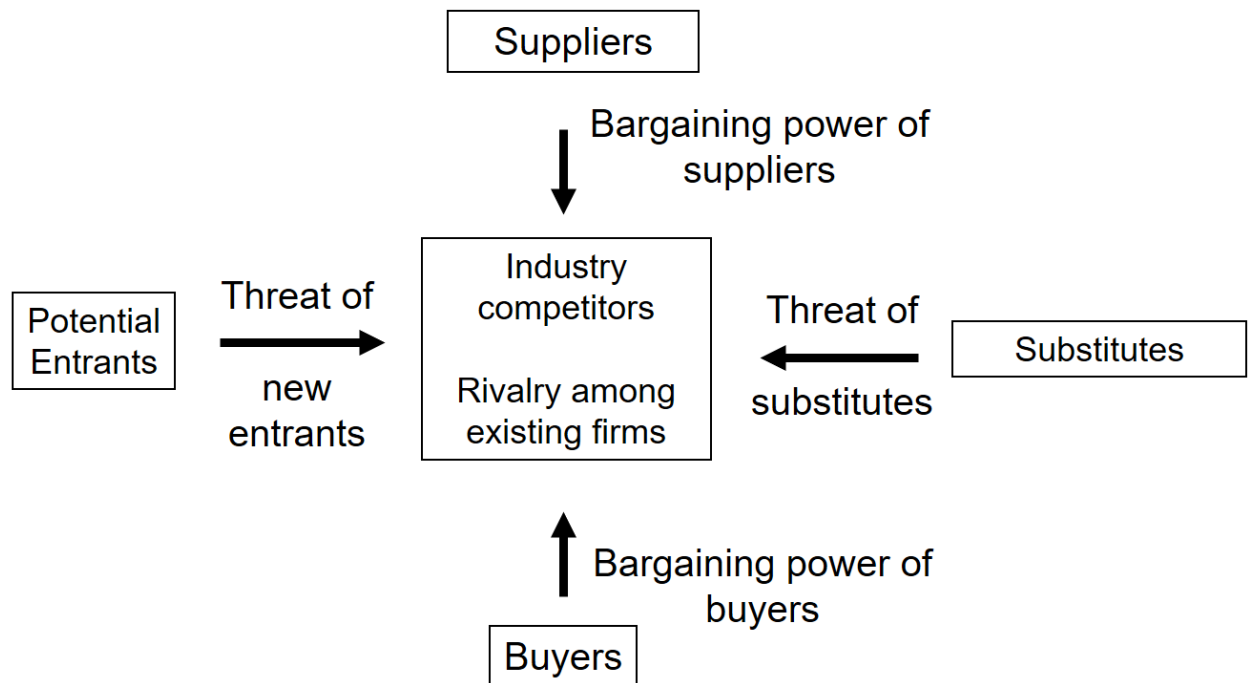 Suppliers
Bargaining power of
suppliers
Industry
competitors
Rivalry among
existing firms
Potential
Entrants
Threat of
new
entrants
Threat of
substitutes
Substitutes
Bargaining power of
buyers
Buyers